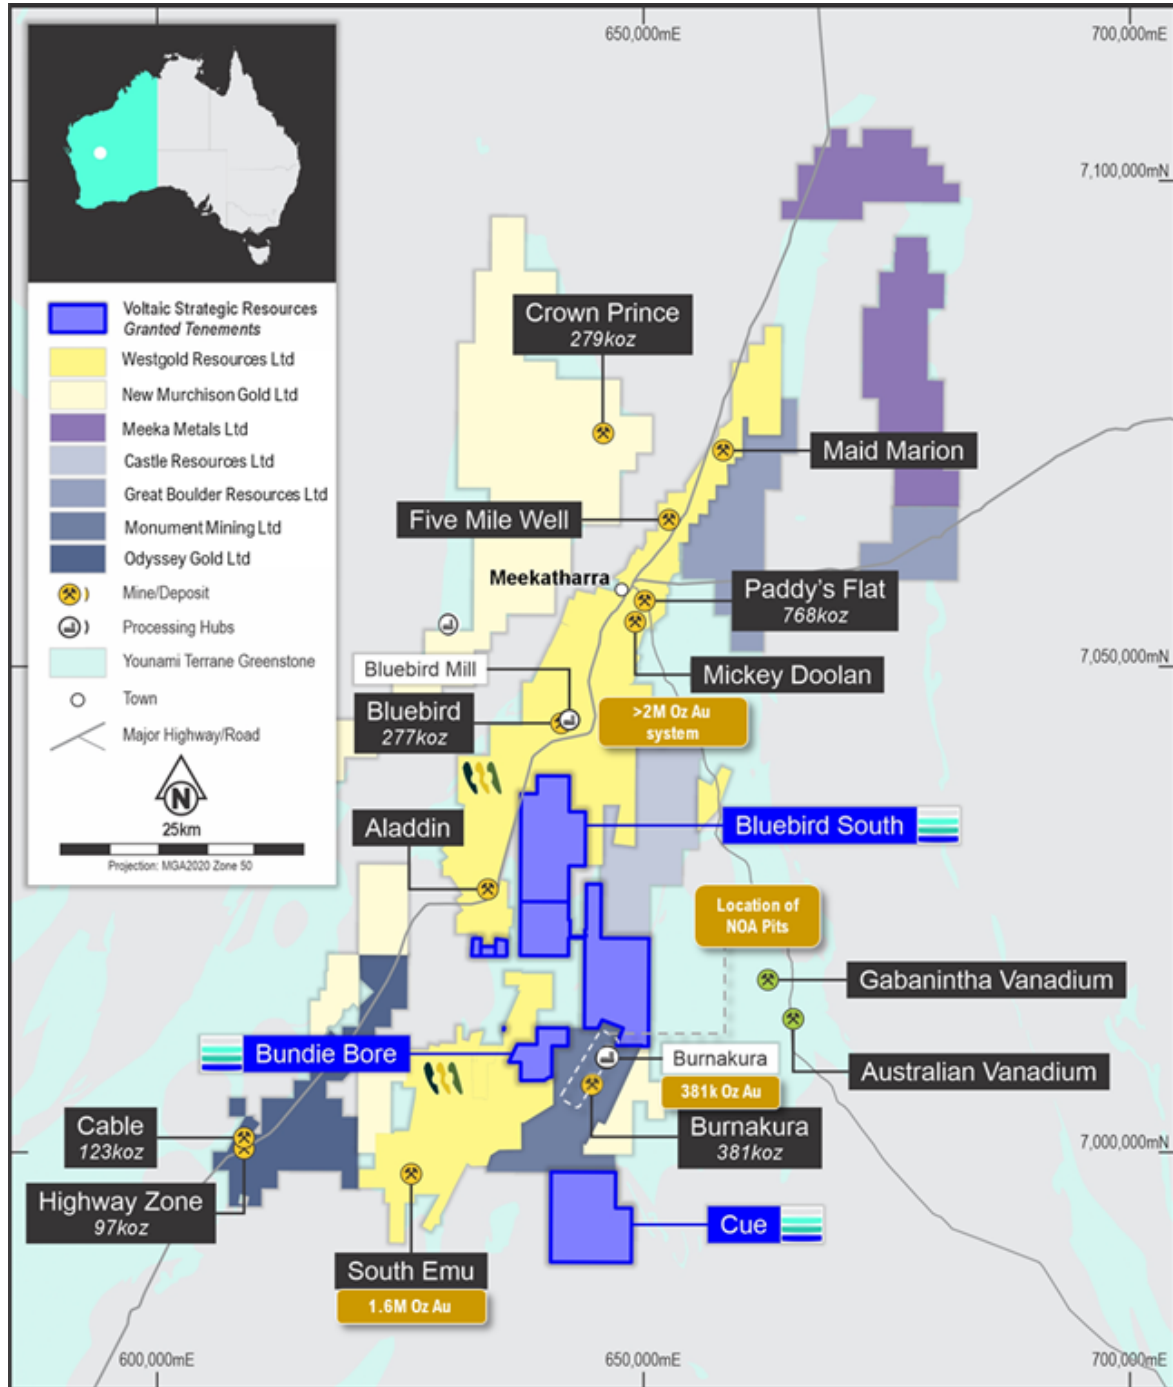 650,000mE
700,000mE
7,100,000mN
Voltaic Strategic Resources
Granted Tenements
Westgold Resources Ltd
New Murchison Gold Ltd
Meeka Metals Ltd
Castle Resources Ltd
Great Boulder Resources Ltd
Monument Mining Ltd
Odyssey Gold Ltd
Mine/Deposit
Processing Hubs
Younami Terrane Greenstone
Town
Major Highway/Road
N
25km
Projection: MGA2020 Zone 50
Crown Prince
279koz
Maid Marion
Five Mile Well
Meekatharra
Paddy's Flat
768koz
Mickey Doolan
7,050,000mN
Bluebird Mill
Bluebird
277koz
>2M Oz Au
system
Aladdin
Bluebird South
Location of
NOA Pits
Gabanintha Vanadium
Bundie Bore
Burnakura
381k Oz Au
Australian Vanadium
Burnakura
381koz
Cable
123koz
7,000,000mN
Highway Zone
97koz
Cue
South Emu
1.6M Oz Au
600,000mE
650,000mE
700,000mE